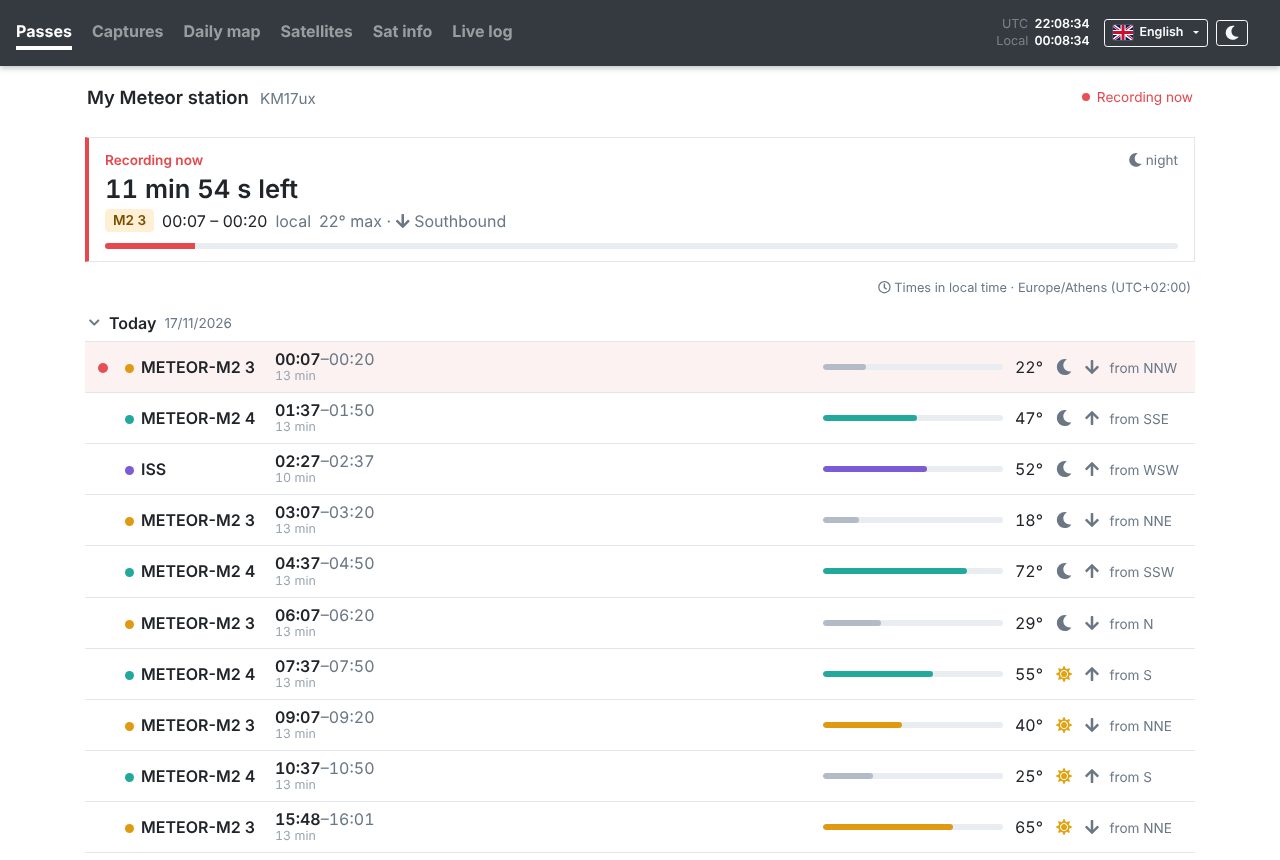 Passes Captures Daily map Satellites Sat info Live log
UTC 22:08:34
Local 00:08:34
English
My Meteor station KM17ux
Recording now
Recording now
night
11 min 54 s left
M2 3 00:07 – 00:20 local 22° max · Southbound
Times in local time · Europe/Athens (UTC+02:00)
Today 17/11/2026
METEOR-M2 3 00:07–00:20 22° from NNW
13 min
METEOR-M2 4 01:37–01:50 47° from SSE
13 min
ISS 02:27–02:37 52° from WSW
10 min
METEOR-M2 3 03:07–03:20 18° from NNE
13 min
METEOR-M2 4 04:37–04:50 72° from SSW
13 min
METEOR-M2 3 06:07–06:20 29° from N
13 min
METEOR-M2 4 07:37–07:50 55° from S
13 min
METEOR-M2 3 09:07–09:20 40° from NNE
13 min
METEOR-M2 4 10:37–10:50 25° from S
13 min
METEOR-M2 3 15:48–16:01 65° from NNE
13 min